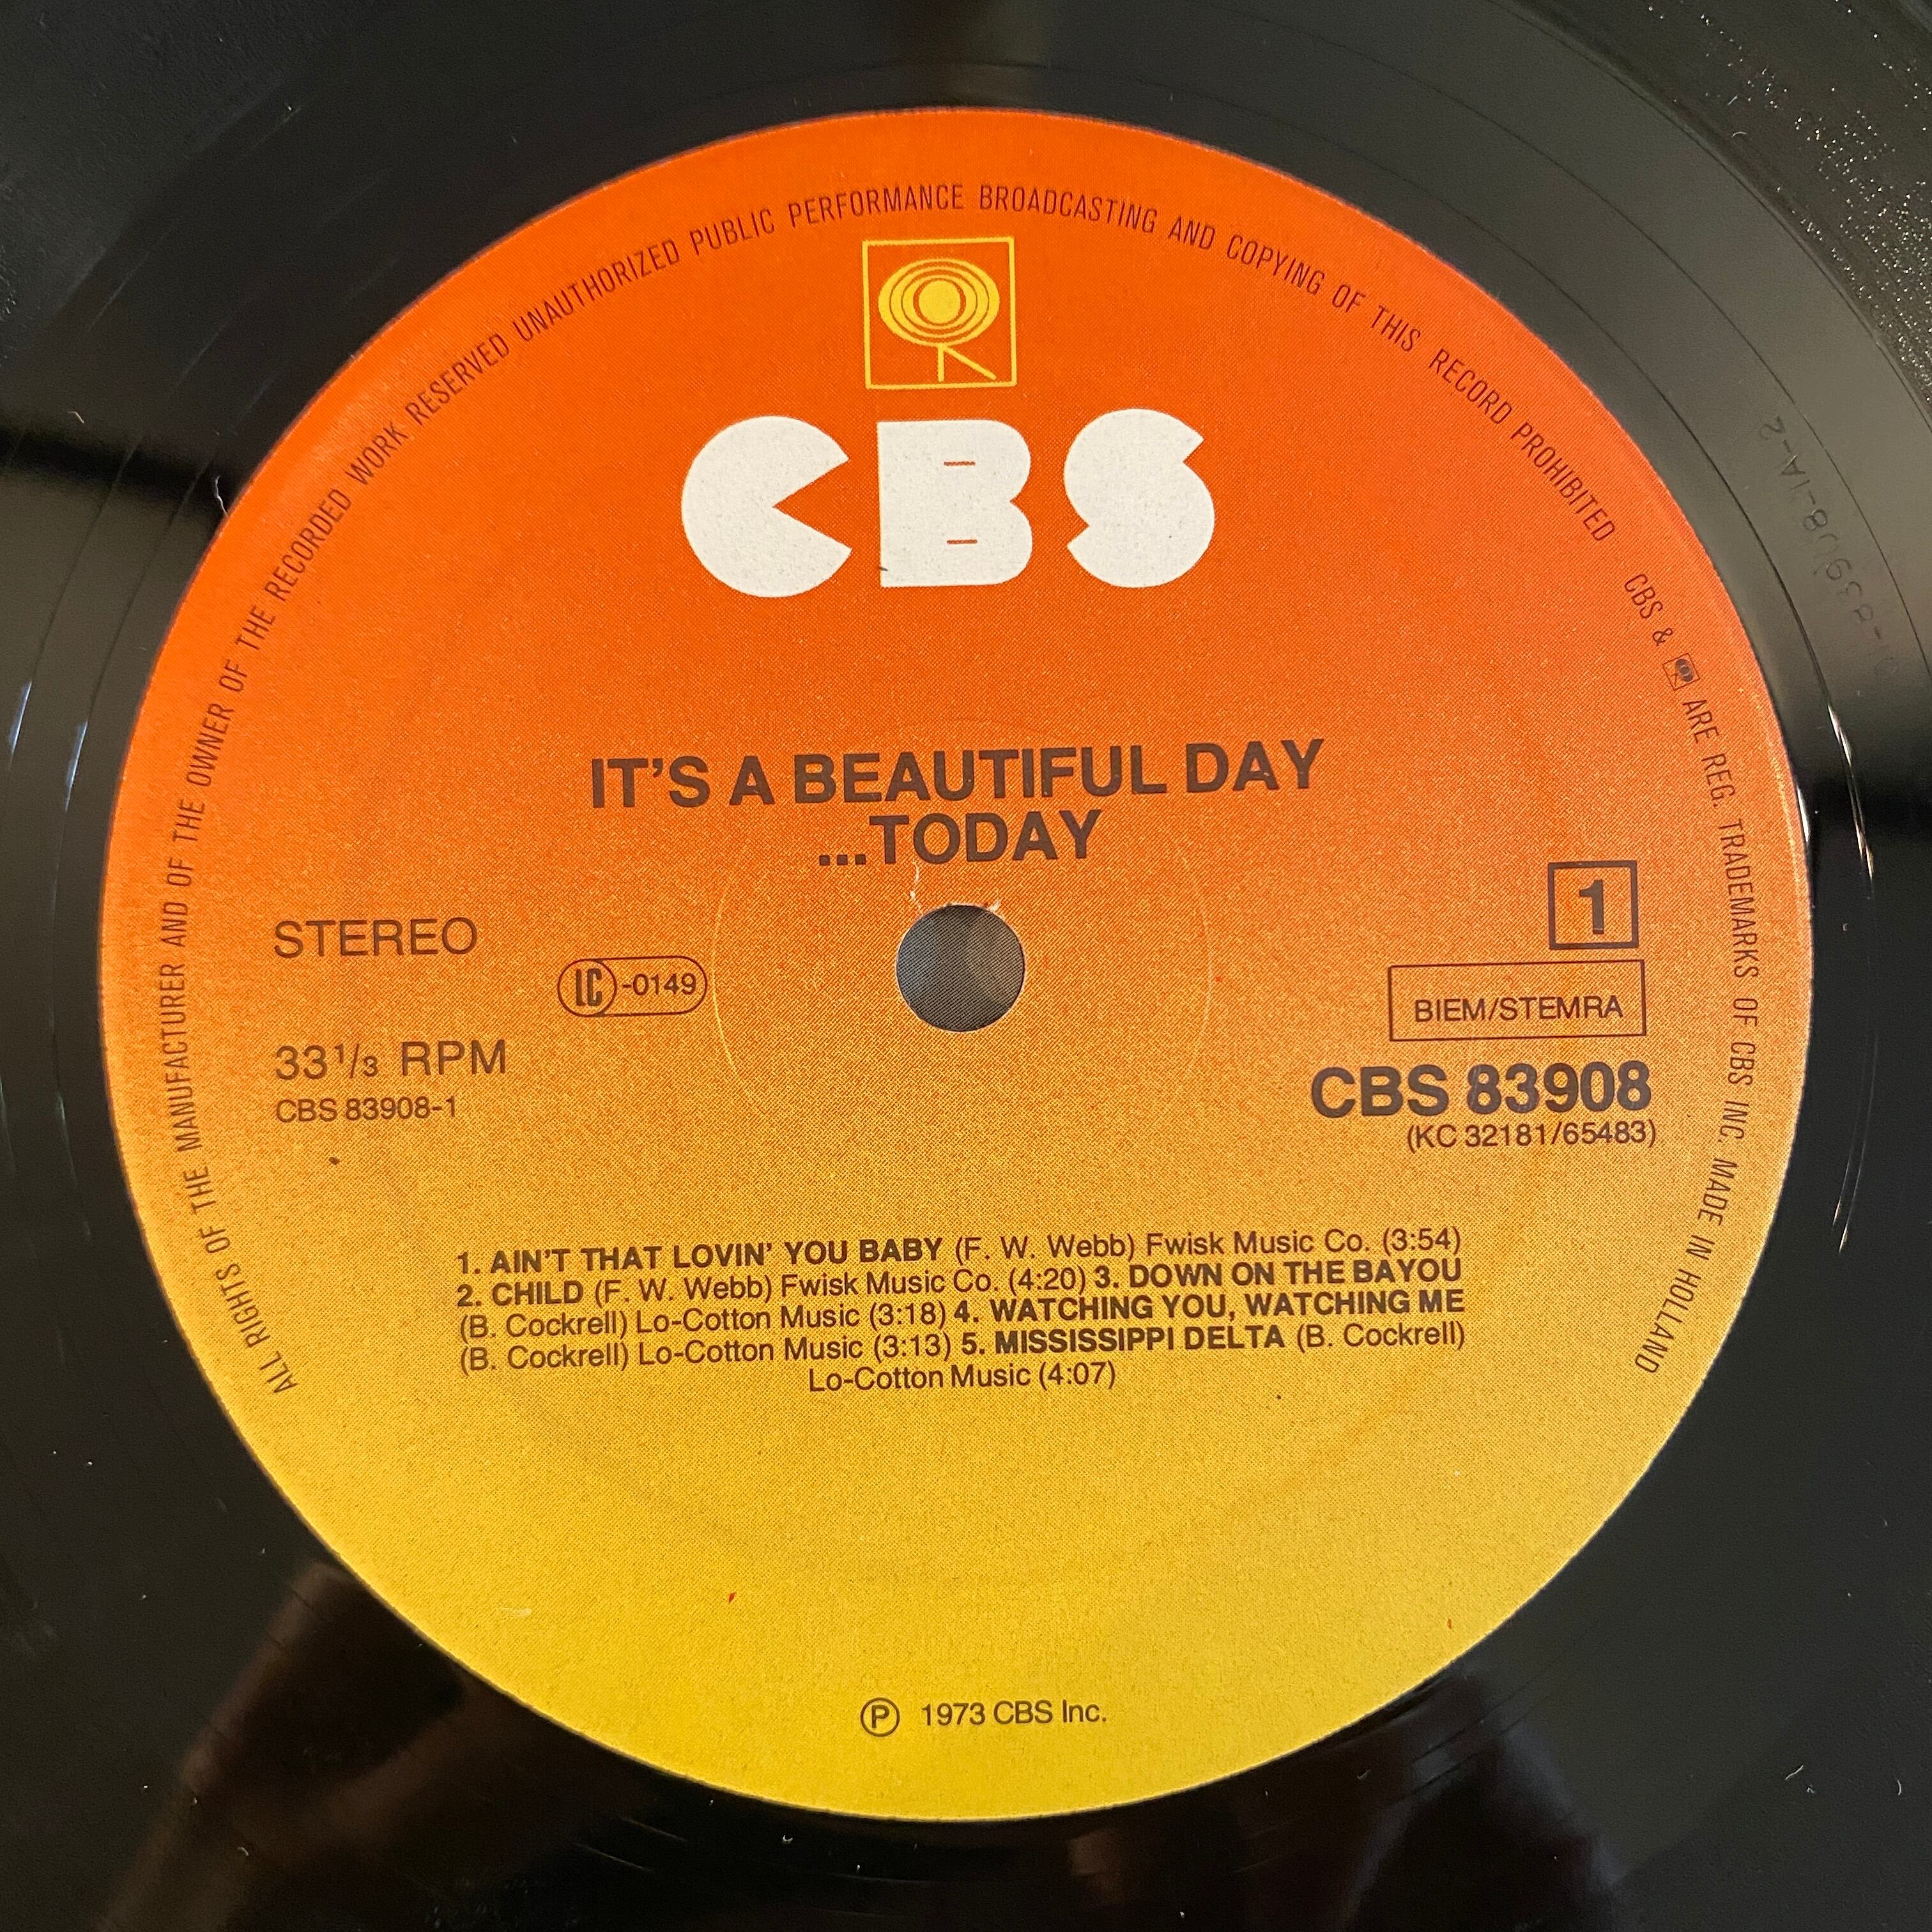 ALL RIGHTS OF THE MANUFACTURER AND OF THE OWNER OF THE RECORDED WORK RESERVED UNAUTHORIZED PUBLIC PERFORMANCE BROADCASTING AND COPYING OF THIS RECORD PROHIBITED CBS & ARE REG. TRADEMARKS OF CBS INC. MADE IN HOLLAND
CBS
IT'S A BEAUTIFUL DAY
...TODAY
1
STEREO
LC-0149
BIEM/STEMRA
33 1/3 RPM
CBS 83908
CBS 83908-1
(KC 32181/65483)
1. AIN'T THAT LOVIN' YOU BABY (F. W. Webb) Fwisk Music Co. (3:54)
2. CHILD (F. W. Webb) Fwisk Music Co. (4:20) 3. DOWN ON THE BAYOU
(B. Cockrell) Lo-Cotton Music (3:18) 4. WATCHING YOU, WATCHING ME
(B. Cockrell) Lo-Cotton Music (3:13) 5. MISSISSIPPI DELTA (B. Cockrell)
Lo-Cotton Music (4:07)
Ⓟ 1973 CBS Inc.